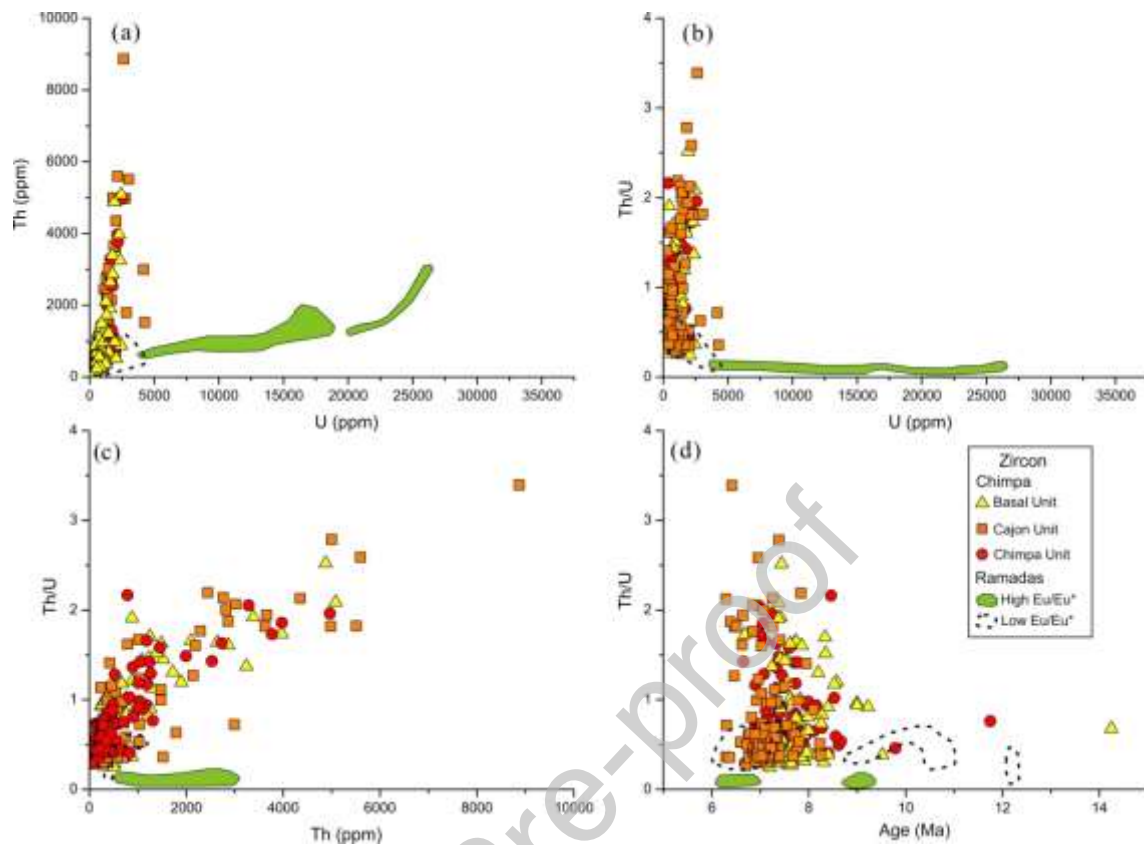 (a)
Th (ppm)
10000
8000
6000
4000
2000
0
0 5000 10000 15000 20000 25000 30000 35000
U (ppm)
(b)
Th/U
4
3
2
1
0
0 5000 10000 15000 20000 25000 30000 35000
U (ppm)
(c)
Th/U
4
3
2
1
0
0 2000 4000 6000 8000 10000
Th (ppm)
(d)
Th/U
4
3
2
1
0
6 8 10 12 14
Age (Ma)
Zircon
Chimpa
Basal Unit
Cajon Unit
Chimpa Unit
Ramadas
High Eu/Eu*
Low Eu/Eu*
Pre-proof